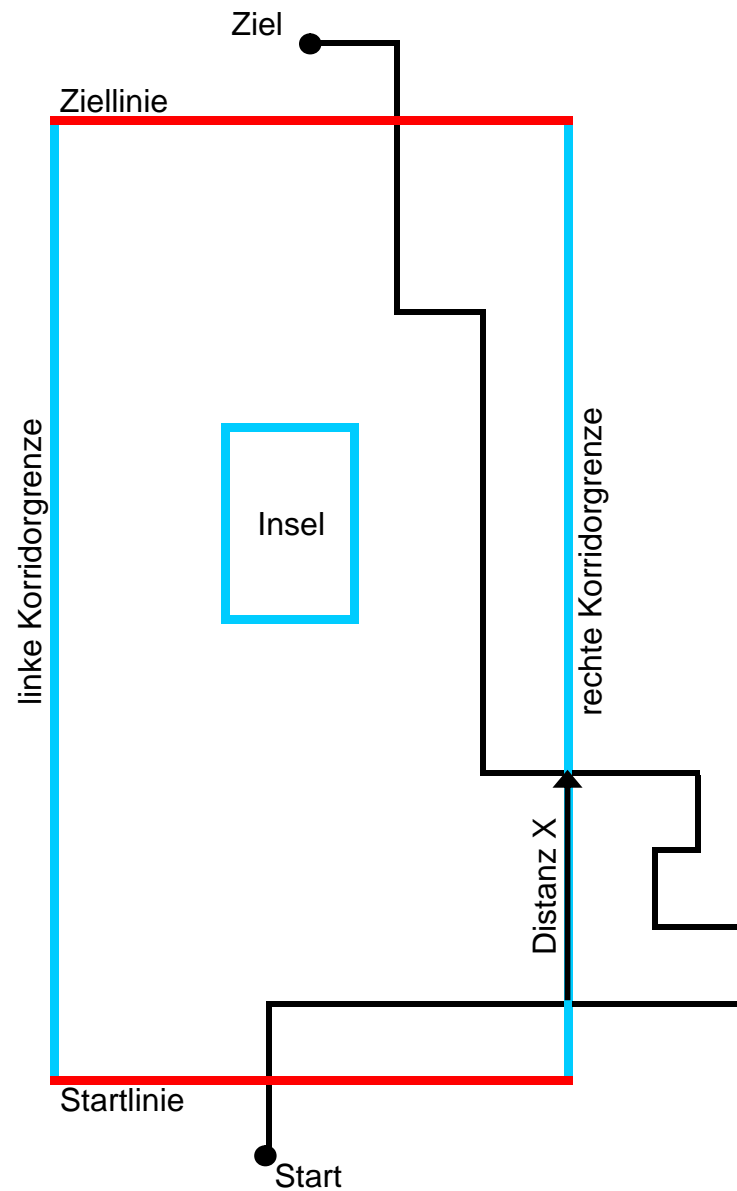 Ziel
Ziellinie
linke Korridorgrenze
Insel
rechte Korridorgrenze
Distanz X
Startlinie
Start